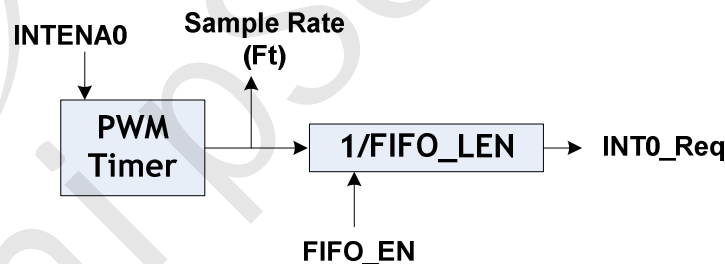 INTENA0
Sample Rate
(Ft)
PWM
Timer
1/FIFO_LEN
INT0_Req
FIFO_EN